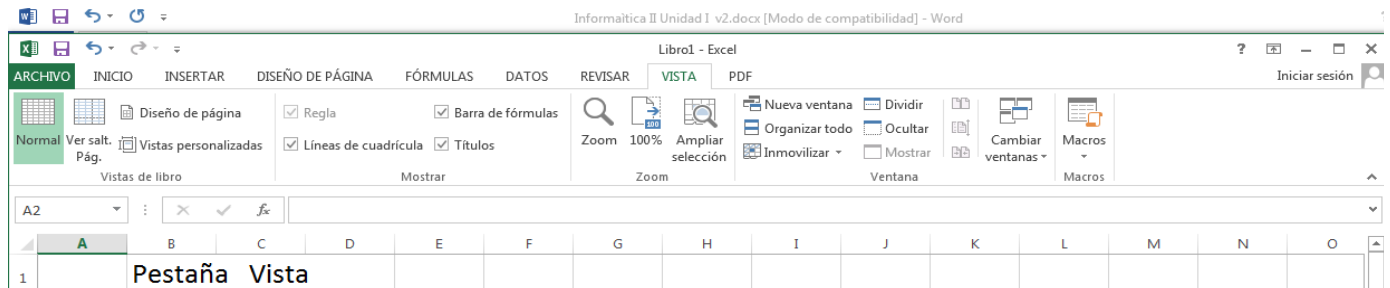 Informaìtica II Unidad I v2.docx [Modo de compatibilidad] - Word
Libro1 - Excel
ARCHIVO INICIO INSERTAR DISEÑO DE PÁGINA FÓRMULAS DATOS REVISAR VISTA PDF Iniciar sesión
Normal
Ver salt. Pág.
Diseño de página
Vistas personalizadas
Vistas de libro
Regla
Barra de fórmulas
Líneas de cuadrícula
Títulos
Mostrar
Zoom
100%
Ampliar selección
Zoom
Nueva ventana
Organizar todo
Inmovilizar
Dividir
Ocultar
Mostrar
Cambiar ventanas
Ventana
Macros
Macros
A2 fx
A B C D E F G H I J K L M N O
1 Pestaña Vista